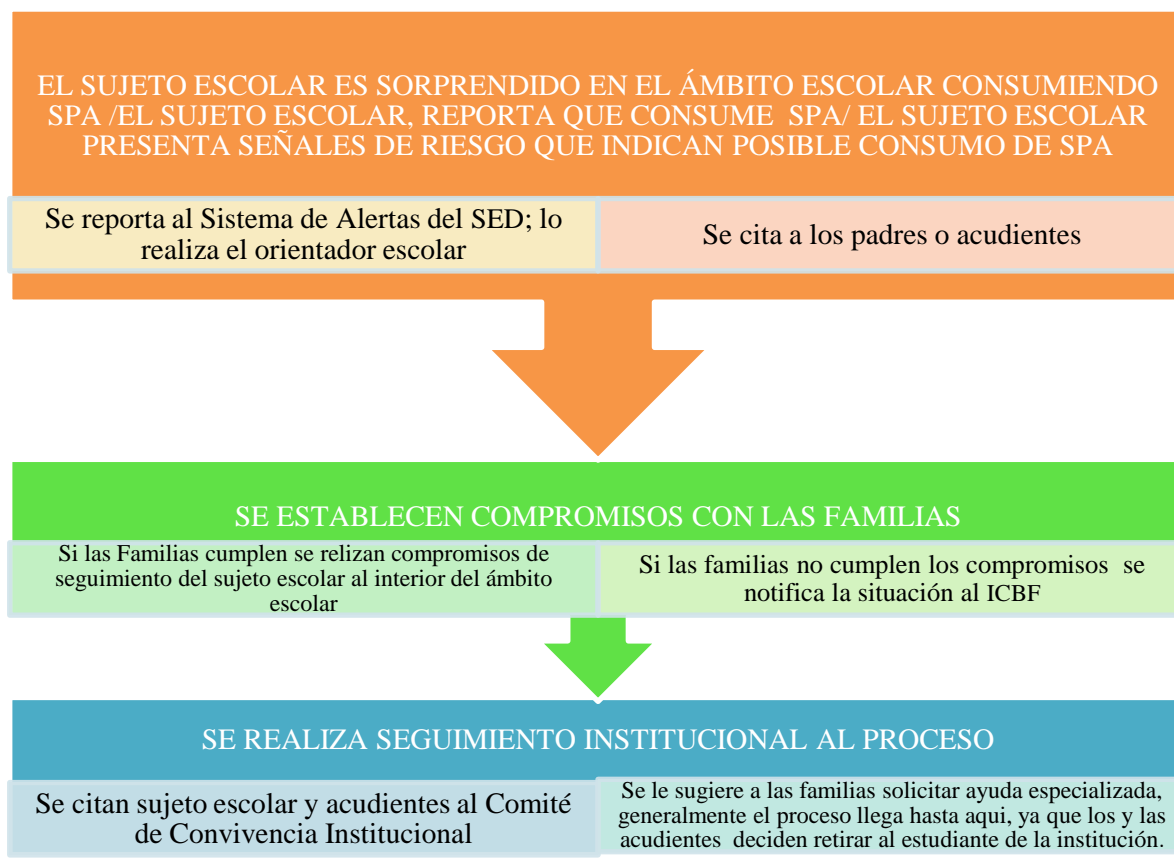 EL SUJETO ESCOLAR ES SORPRENDIDO EN EL ÁMBITO ESCOLAR CONSUMIENDO
SPA /EL SUJETO ESCOLAR, REPORTA QUE CONSUME SPA/ EL SUJETO ESCOLAR
PRESENTA SEÑALES DE RIESGO QUE INDICAN POSIBLE CONSUMO DE SPA
Se reporta al Sistema de Alertas del SED; lo
realiza el orientador escolar
Se cita a los padres o acudientes
SE ESTABLECEN COMPROMISOS CON LAS FAMILIAS
Si las Familias cumplen se relizan compromisos de
seguimiento del sujeto escolar al interior del ámbito
escolar
Si las familias no cumplen los compromisos se
notifica la situación al ICBF
SE REALIZA SEGUIMIENTO INSTITUCIONAL AL PROCESO
Se citan sujeto escolar y acudientes al Comité
de Convivencia Institucional
Se le sugiere a las familias solicitar ayuda especializada,
generalmente el proceso llega hasta aqui, ya que los y las
acudientes deciden retirar al estudiante de la institución.